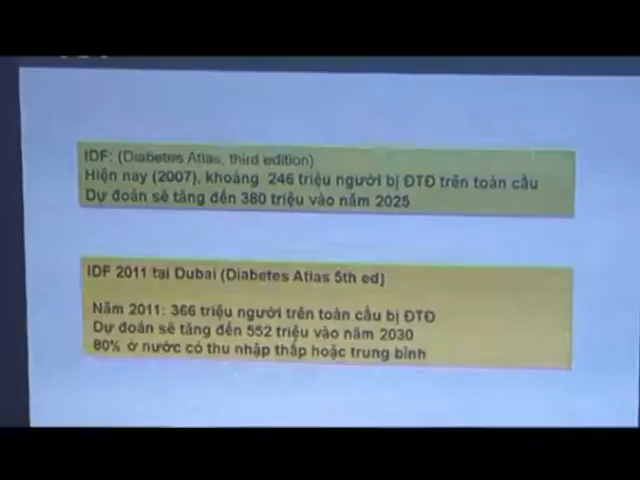 IDF: (Diabetes Atlas, third edition)
Hiện nay (2007), khoảng 246 triệu người bị ĐTĐ trên toàn cầu
Dự đoán sẽ tăng đến 380 triệu vào năm 2025
IDF 2011 tại Dubai (Diabetes Atlas 5th ed)
Năm 2011: 366 triệu người trên toàn cầu bị ĐTĐ
Dự đoán sẽ tăng đến 552 triệu vào năm 2030
80% ở nước có thu nhập thấp hoặc trung bình